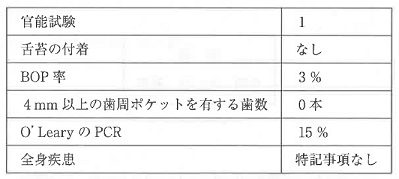 官能試験 1
舌苔の付着 なし
BOP 率 3 %
4 mm 以上の歯周ポケットを有する歯数 0 本
O' Leary の PCR 15 %
全身疾患 特記事項なし